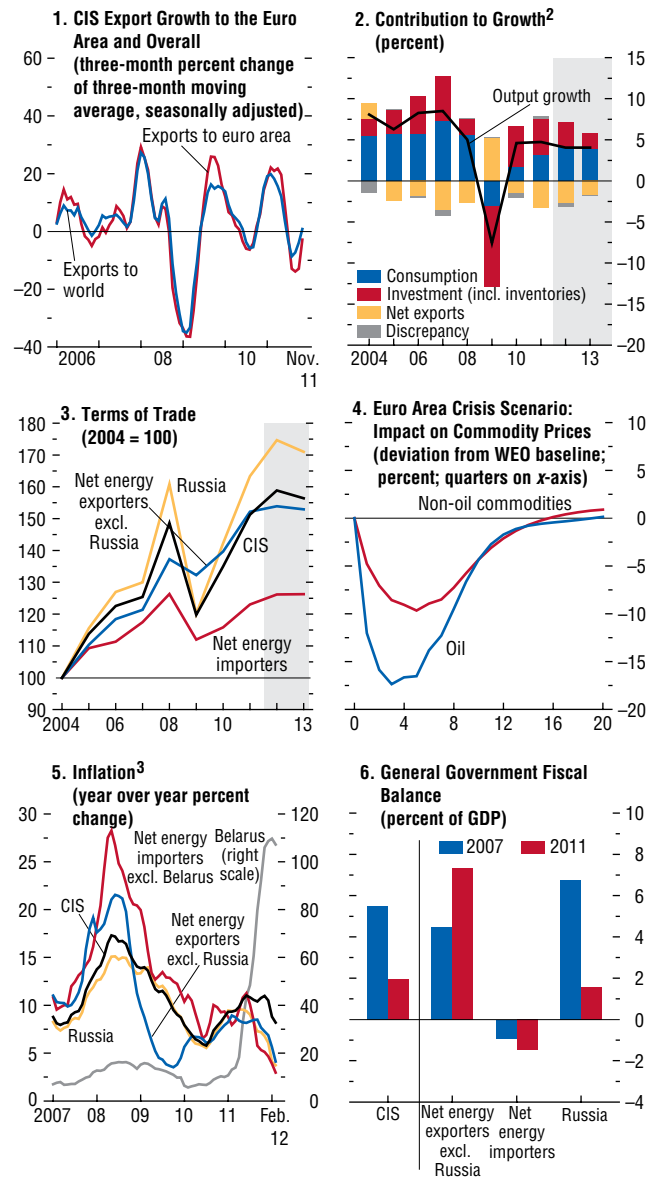 1. CIS Export Growth to the Euro
Area and Overall
(three-month percent change
of three-month moving
average, seasonally adjusted)
60
40
20
0
–20
–40
Exports to euro area
Exports to
world
2006
08
10
Nov.
11
2. Contribution to Growth2
(percent)
15
10
5
0
–5
–10
–15
–20
Output growth
Consumption
Investment (incl. inventories)
Net exports
Discrepancy
2004
06
08
10
12
13
3. Terms of Trade
(2004 = 100)
180
170
160
150
140
130
120
110
100
90
Net energy
exporters
excl.
Russia
Russia
CIS
Net energy
importers
2004
06
08
10
12
13
4. Euro Area Crisis Scenario:
Impact on Commodity Prices
(deviation from WEO baseline;
percent; quarters on x-axis)
5
0
–5
–10
–15
–20
Non-oil commodities
Oil
0
4
8
12
16
20
5. Inflation3
(year over year percent
change)
30
25
20
15
10
5
0
120
100
80
60
40
20
0
Net energy
importers
excl. Belarus
Belarus
(right
scale)
CIS
Net energy
exporters
excl. Russia
Russia
2007
08
09
10
11
Feb.
12
6. General Government Fiscal
Balance
(percent of GDP)
10
8
6
4
2
0
–2
–4
2007
2011
CIS
Net energy
exporters
excl.
Russia
Net
energy
importers
Russia